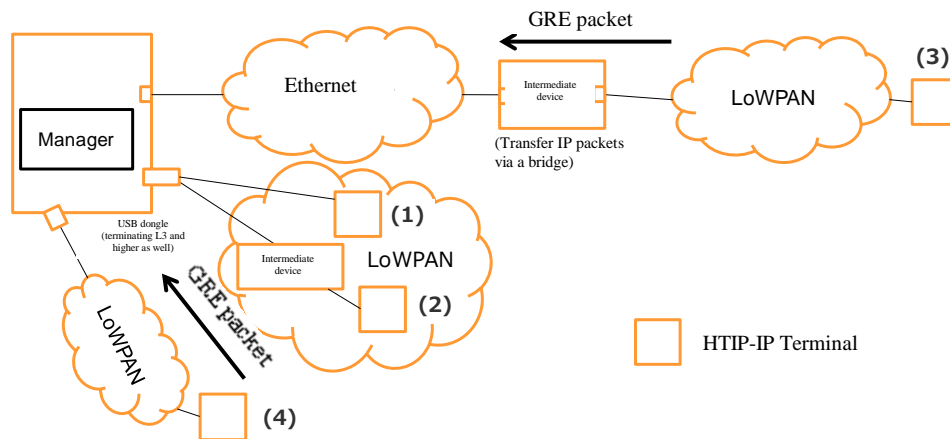 GRE packet
Ethernet
Intermediate
device
(3)
LoWPAN
Manager
(Transfer IP packets
via a bridge)
(1)
USB dongle
(terminating L3 and
higher as well)
Intermediate
device
LoWPAN
(2)
GRE packet
LoWPAN
HTIP-IP Terminal
(4)